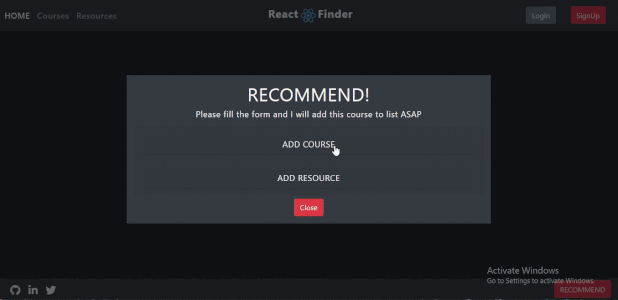 HOME Courses Resources React Finder Login SignUp
RECOMMEND!
Please fill the form and I will add this course to list ASAP
ADD COURSE
ADD RESOURCE
Close
Activate Windows
Go to Settings to activate Windows.
RECOMMEND